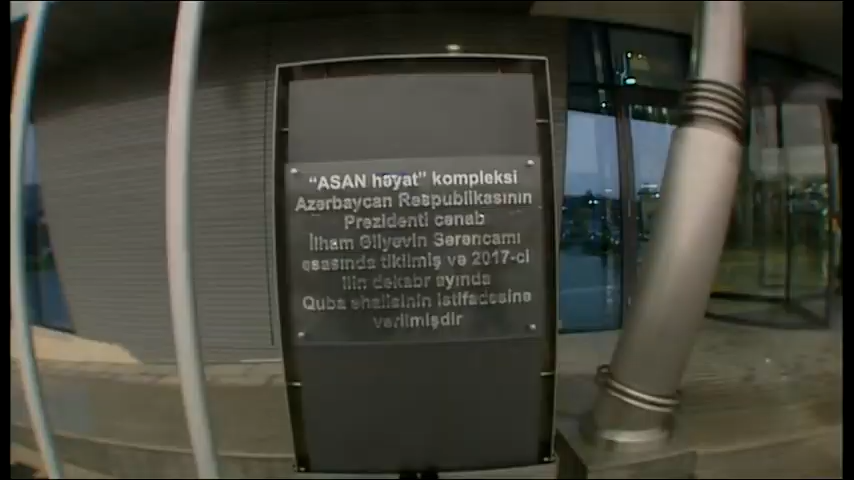 “ASAN həyat” kompleksi
Azərbaycan Respublikasının
Prezidenti cənab
İlham Əliyevin Sərəncamı
əsasında tikilmiş və 2017-ci
ilin dekabr ayında
Quba əhalisinin istifadəsinə
verilmişdir